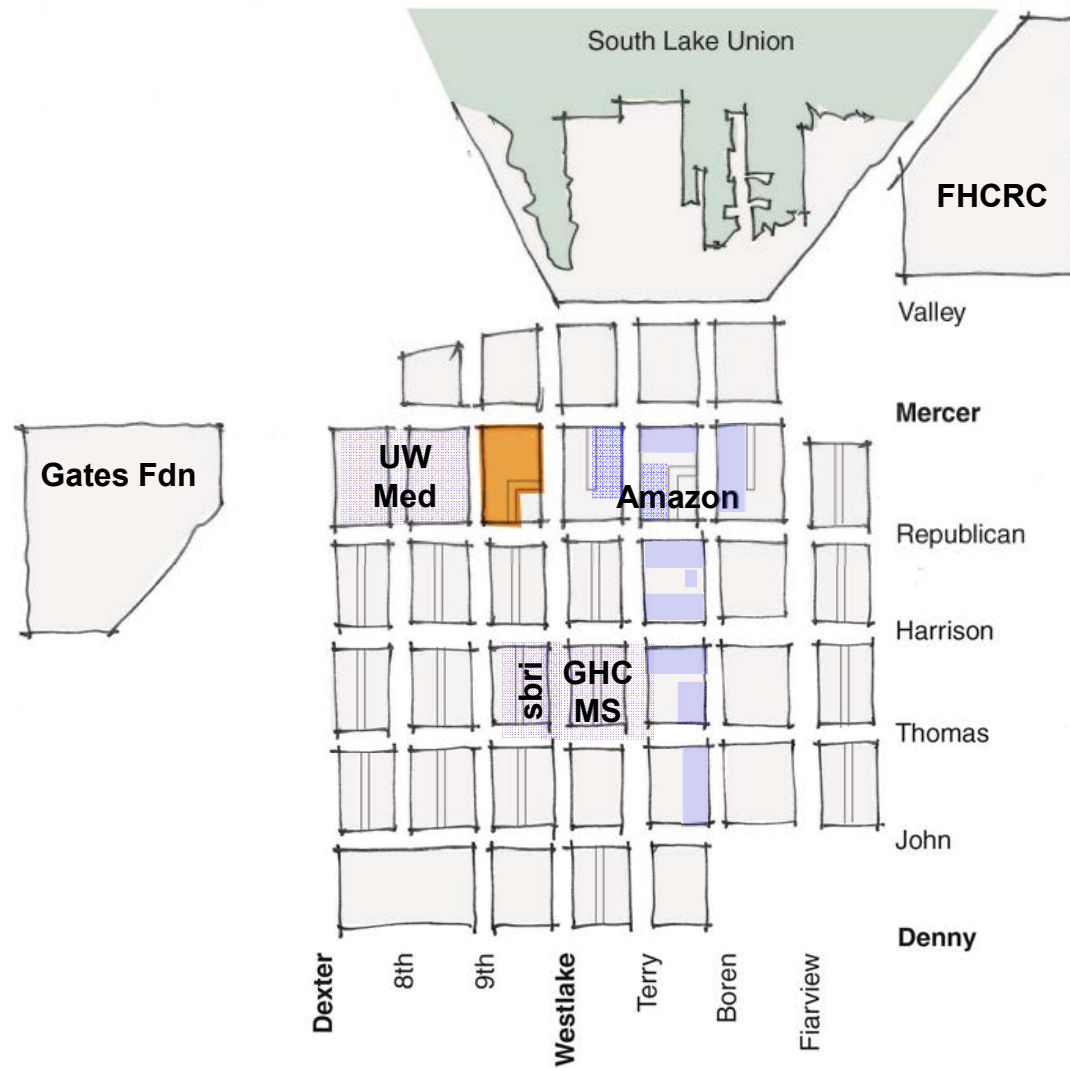 South Lake Union
FHCRC
Valley
Mercer
Gates Fdn
UW
Med
Amazon
Republican
Harrison
sbri
GHC
MS
Thomas
John
Denny
Dexter
8th
9th
Westlake
Terry
Boren
Fiarview